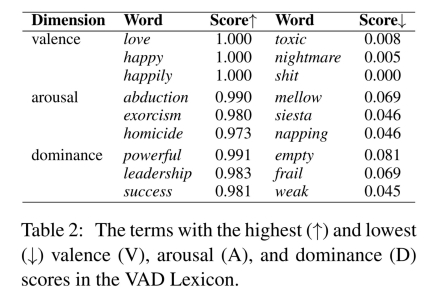 Dimension Word Score↑ Word Score↓
valence love 1.000 toxic 0.008
happy 1.000 nightmare 0.005
happily 1.000 shit 0.000
arousal abduction 0.990 mellow 0.069
exorcism 0.980 siesta 0.046
homicide 0.973 napping 0.046
dominance powerful 0.991 empty 0.081
leadership 0.983 frail 0.069
success 0.981 weak 0.045
Table 2: The terms with the highest (↑) and lowest
(↓) valence (V), arousal (A), and dominance (D)
scores in the VAD Lexicon.